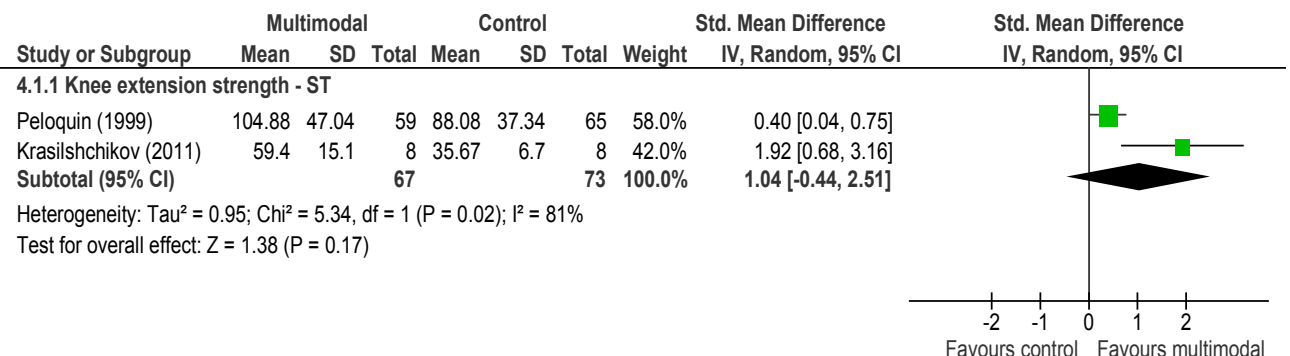 Multimodal Control Std. Mean Difference Std. Mean Difference
Study or Subgroup Mean SD Total Mean SD Total Weight IV, Random, 95% CI IV, Random, 95% CI
4.1.1 Knee extension strength - ST
Peloquin (1999) 104.88 47.04 59 88.08 37.34 65 58.0% 0.40 [0.04, 0.75]
Krasilshchikov (2011) 59.4 15.1 8 35.67 6.7 8 42.0% 1.92 [0.68, 3.16]
Subtotal (95% CI) 67 73 100.0% 1.04 [-0.44, 2.51]
Heterogeneity: Tau² = 0.95; Chi² = 5.34, df = 1 (P = 0.02); I² = 81%
Test for overall effect: Z = 1.38 (P = 0.17)
-2 -1 0 1 2
Favours control Favours multimodal